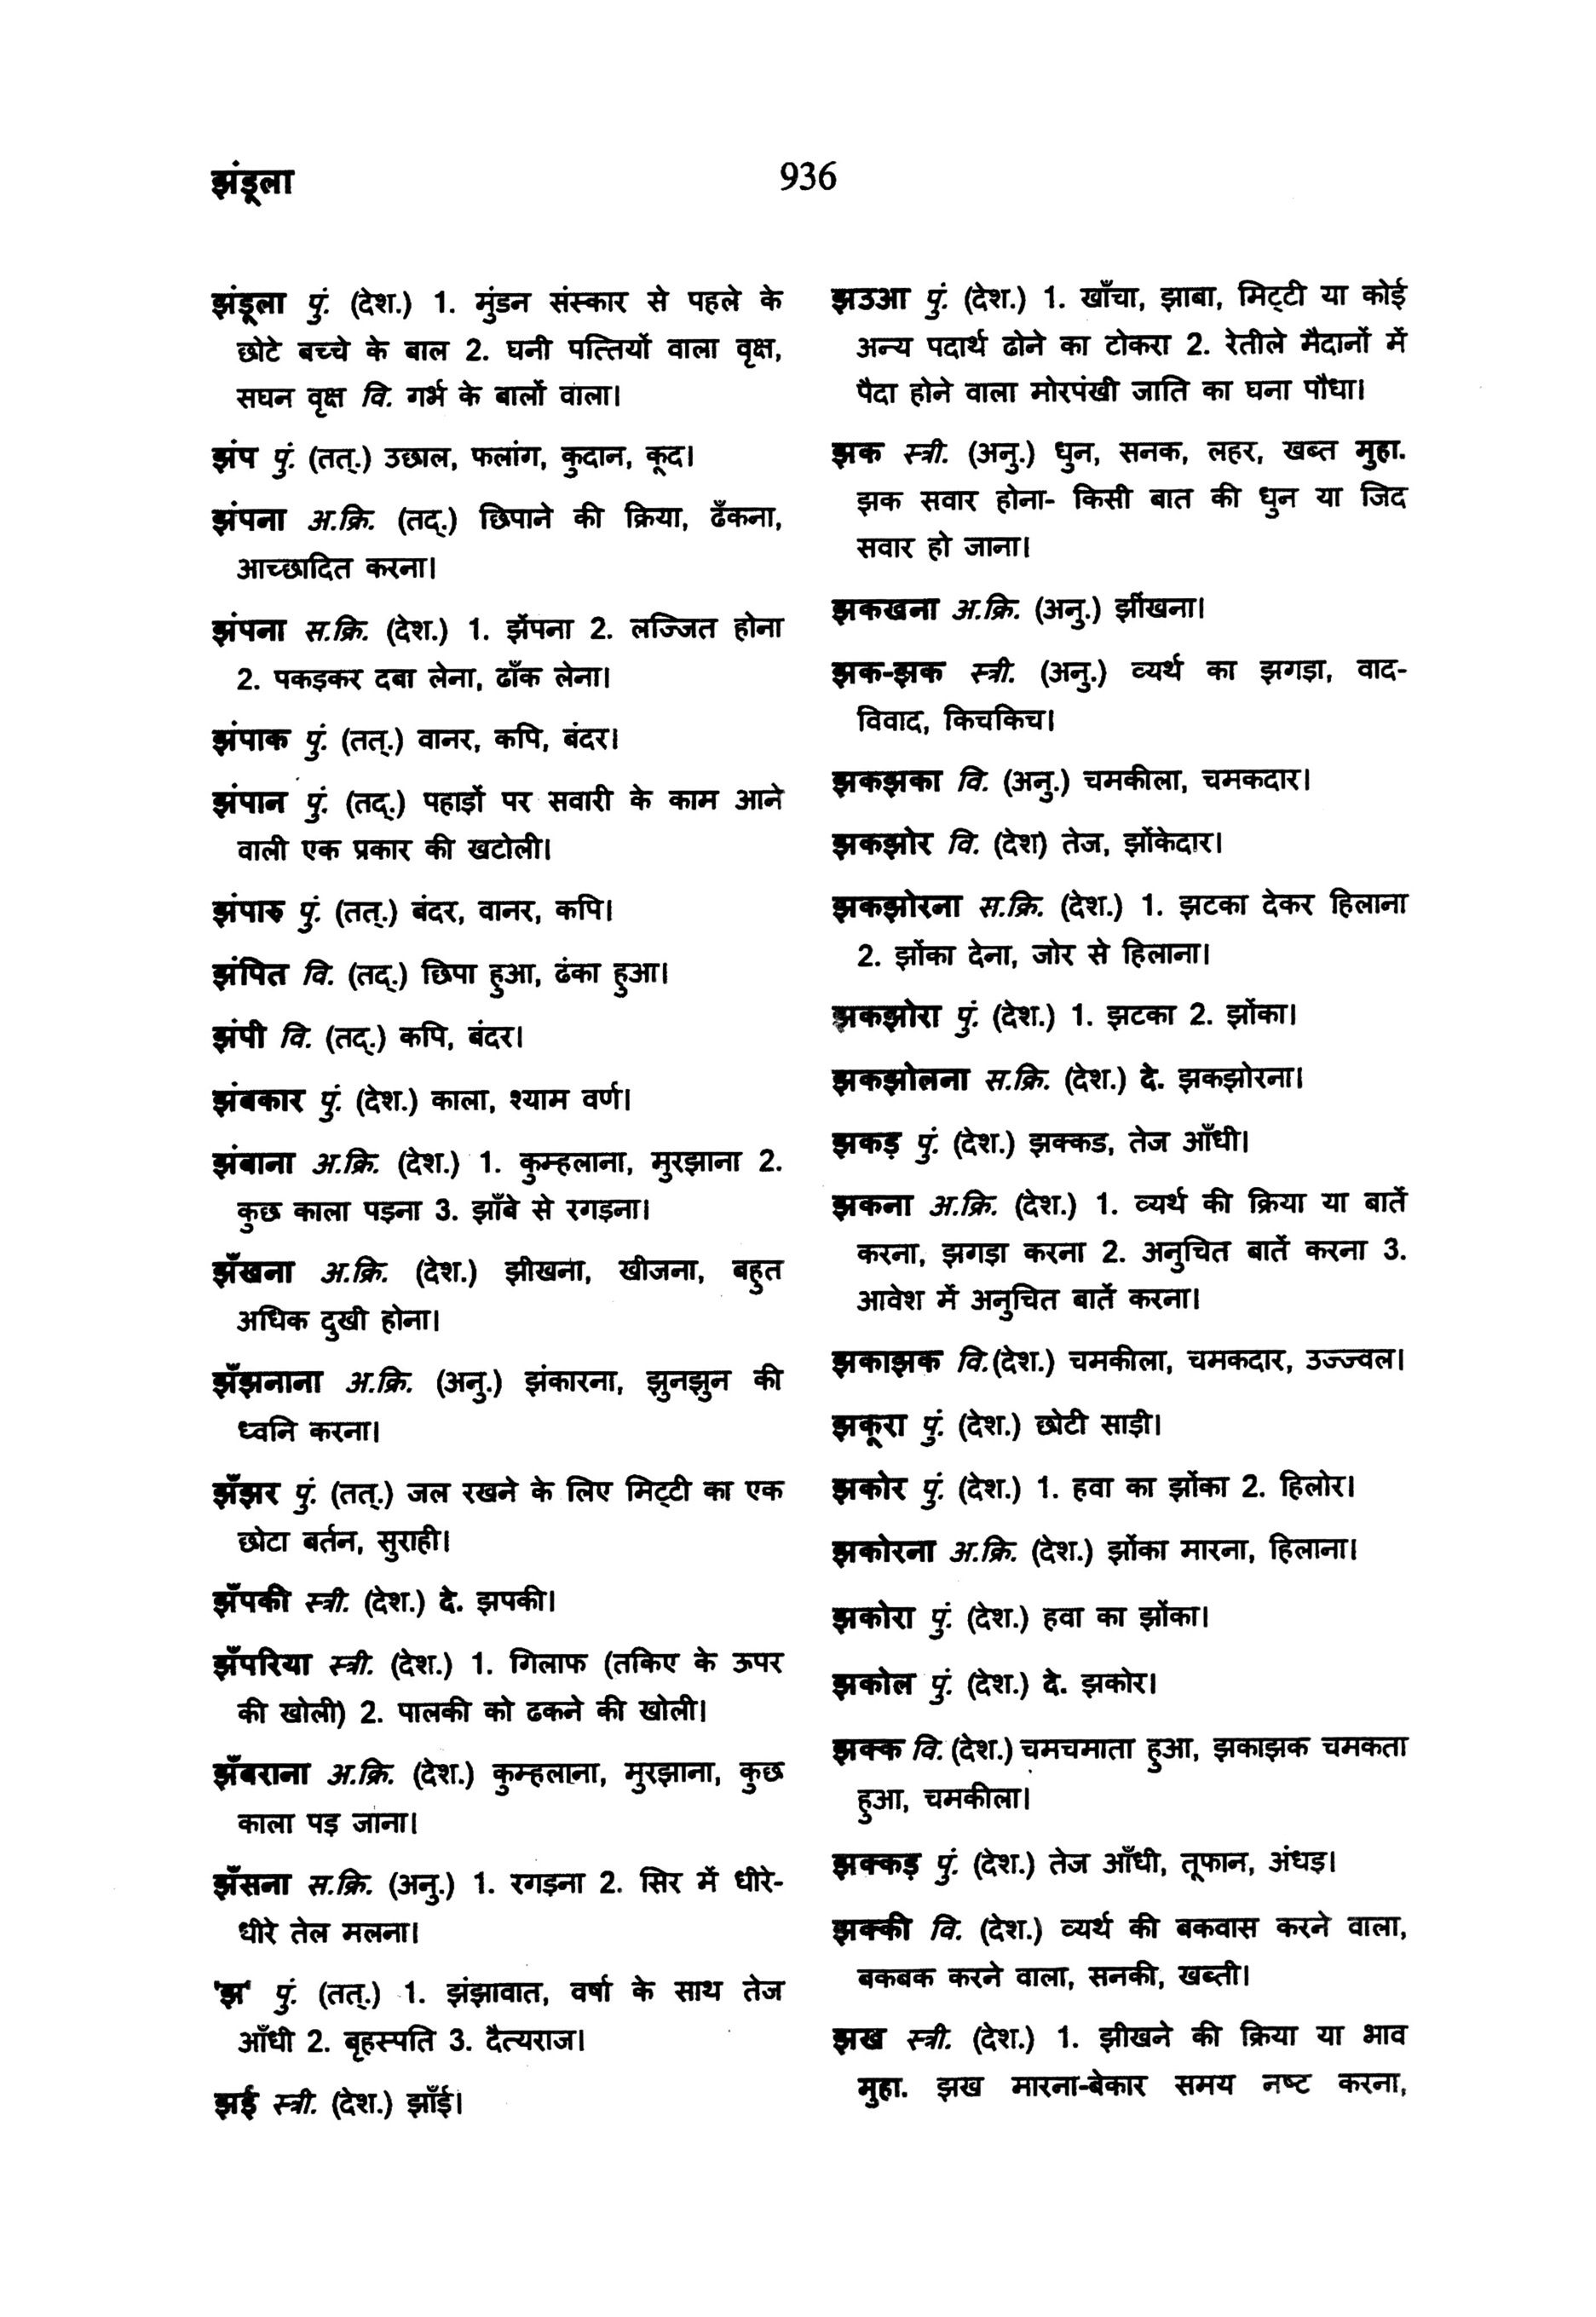 झंडूला
936
झंडूला पुं. (देश.) 1. मुंडन संस्कार से पहले के
छोटे बच्चे के बाल 2. घनी पत्तियों वाला वृक्ष,
सघन वृक्ष वि. गर्भ के बालों वाला।
झंप पुं. (तत्.) उछाल, फलांग, कुदान, कूद।
झंपना अ.क्रि. (तद्.) छिपाने की क्रिया, ढँकना,
आच्छादित करना।
झंपना स.क्रि. (देश.) 1. झेंपना 2. लज्जित होना
2. पकड़कर दबा लेना, ढाँक लेना।
झंपाक पुं. (तत्.) वानर, कपि, बंदर।
झंपान पुं. (तद्.) पहाड़ों पर सवारी के काम आने
वाली एक प्रकार की खटोली।
झंपारु पुं. (तत्.) बंदर, वानर, कपि।
झंपित वि. (तद्.) छिपा हुआ, ढंका हुआ।
झंपी वि. (तद्.) कपि, बंदर।
झंबकार पुं. (देश.) काला, श्याम वर्ण।
झंबाना अ.क्रि. (देश.) 1. कुम्हलाना, मुरझाना 2.
कुछ काला पड़ना 3. झाँबे से रगड़ना।
झँखना अ.क्रि. (देश.) झीखना, खीजना, बहुत
अधिक दुखी होना।
झँझनाना अ.क्रि. (अनु.) झंकारना, झुनझुन की
ध्वनि करना।
झँझर पुं. (तत्.) जल रखने के लिए मिट्टी का एक
छोटा बर्तन, सुराही।
झँपकी स्त्री. (देश.) दे. झपकी।
झँपरिया स्त्री. (देश.) 1. गिलाफ (तकिए के ऊपर
की खोली) 2. पालकी को ढकने की खोली।
झँबराना अ.क्रि. (देश.) कुम्हलाना, मुरझाना, कुछ
काला पड़ जाना।
झँसना स.क्रि. (अनु.) 1. रगड़ना 2. सिर में धीरे-
धीरे तेल मलना।
'झ' पुं. (तत्.) 1. झंझावात, वर्षा के साथ तेज
आँधी 2. बृहस्पति 3. दैत्यराज।
झई स्त्री. (देश.) झाँई।
झउआ पुं. (देश.) 1. खाँचा, झाबा, मिट्टी या कोई
अन्य पदार्थ ढोने का टोकरा 2. रेतीले मैदानों में
पैदा होने वाला मोरपंखी जाति का घना पौधा।
झक स्त्री. (अनु.) धुन, सनक, लहर, खब्त मुहा.
झक सवार होना- किसी बात की धुन या जिद
सवार हो जाना।
झकखना अ.क्रि. (अनु.) झींखना।
झक-झक स्त्री. (अनु.) व्यर्थ का झगड़ा, वाद-
विवाद, किचकिच।
झकझका वि. (अनु.) चमकीला, चमकदार।
झकझोर वि. (देश) तेज, झोंकेदार।
झकझोरना स.क्रि. (देश.) 1. झटका देकर हिलाना
2. झोंका देना, जोर से हिलाना।
झकझोरा पुं. (देश.) 1. झटका 2. झोंका।
झकझोलना स.क्रि. (देश.) दे. झकझोरना।
झकड़ पुं. (देश.) झक्कड, तेज आँधी।
झकना अ.क्रि. (देश.) 1. व्यर्थ की क्रिया या बातें
करना, झगड़ा करना 2. अनुचित बातें करना 3.
आवेश में अनुचित बातें करना।
झकाझक वि.(देश.) चमकीला, चमकदार, उज्ज्वल।
झकूरा पुं. (देश.) छोटी साड़ी।
झकोर पुं. (देश.) 1. हवा का झोंका 2. हिलोर।
झकोरना अ.क्रि. (देश.) झोंका मारना, हिलाना।
झकोरा पुं. (देश.) हवा का झोंका।
झकोल पुं. (देश.) दे. झकोर।
झक्क वि. (देश.) चमचमाता हुआ, झकाझक चमकता
हुआ, चमकीला।
झक्कड़ पुं. (देश.) तेज आँधी, तूफान, अंधड़।
झक्की वि. (देश.) व्यर्थ की बकवास करने वाला,
बकबक करने वाला, सनकी, खब्ती।
झख स्त्री. (देश.) 1. झीखने की क्रिया या भाव
मुहा. झख मारना-बेकार समय नष्ट करना,